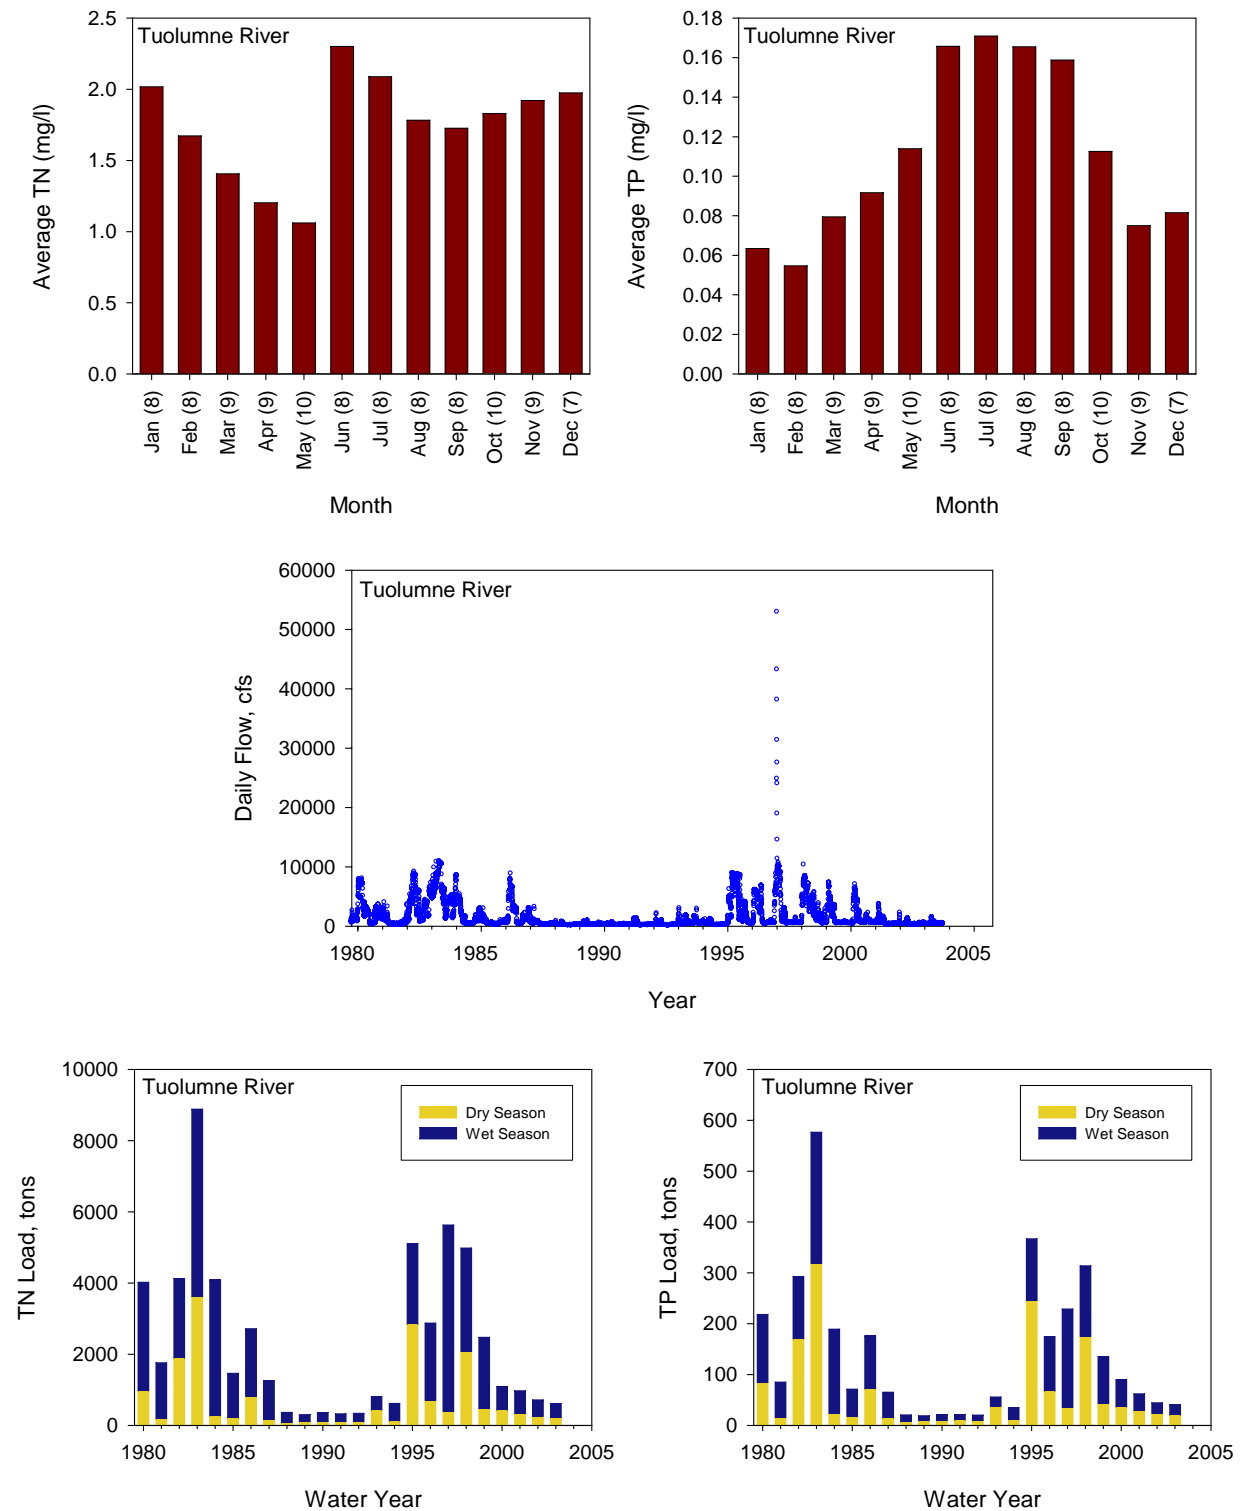 Tuolumne River
Average TN (mg/l)
2.5
2.0
1.5
1.0
0.5
0.0
Jan (8)
Feb (8)
Mar (9)
Apr (9)
May (10)
Jun (8)
Jul (8)
Aug (8)
Sep (8)
Oct (10)
Nov (9)
Dec (7)
Month
Tuolumne River
Average TP (mg/l)
0.18
0.16
0.14
0.12
0.10
0.08
0.06
0.04
0.02
0.00
Jan (8)
Feb (8)
Mar (9)
Apr (9)
May (10)
Jun (8)
Jul (8)
Aug (8)
Sep (8)
Oct (10)
Nov (9)
Dec (7)
Month
Tuolumne River
Daily Flow, cfs
60000
50000
40000
30000
20000
10000
0
1980 1985 1990 1995 2000 2005
Year
Tuolumne River
Dry Season
Wet Season
TN Load, tons
10000
8000
6000
4000
2000
0
1980 1985 1990 1995 2000 2005
Water Year
Tuolumne River
Dry Season
Wet Season
TP Load, tons
700
600
500
400
300
200
100
0
1980 1985 1990 1995 2000 2005
Water Year